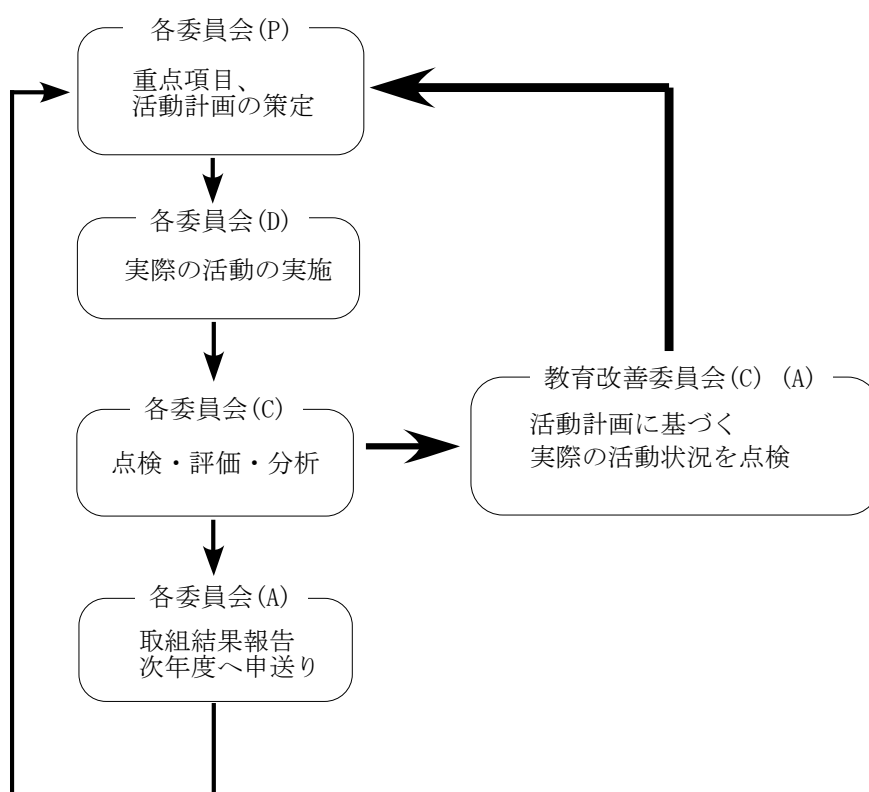 各委員会(P)
重点項目、
活動計画の策定
各委員会(D)
実際の活動の実施
各委員会(C)
点検・評価・分析
教育改善委員会(C) (A)
活動計画に基づく
実際の活動状況を点検
各委員会(A)
取組結果報告
次年度へ申送り